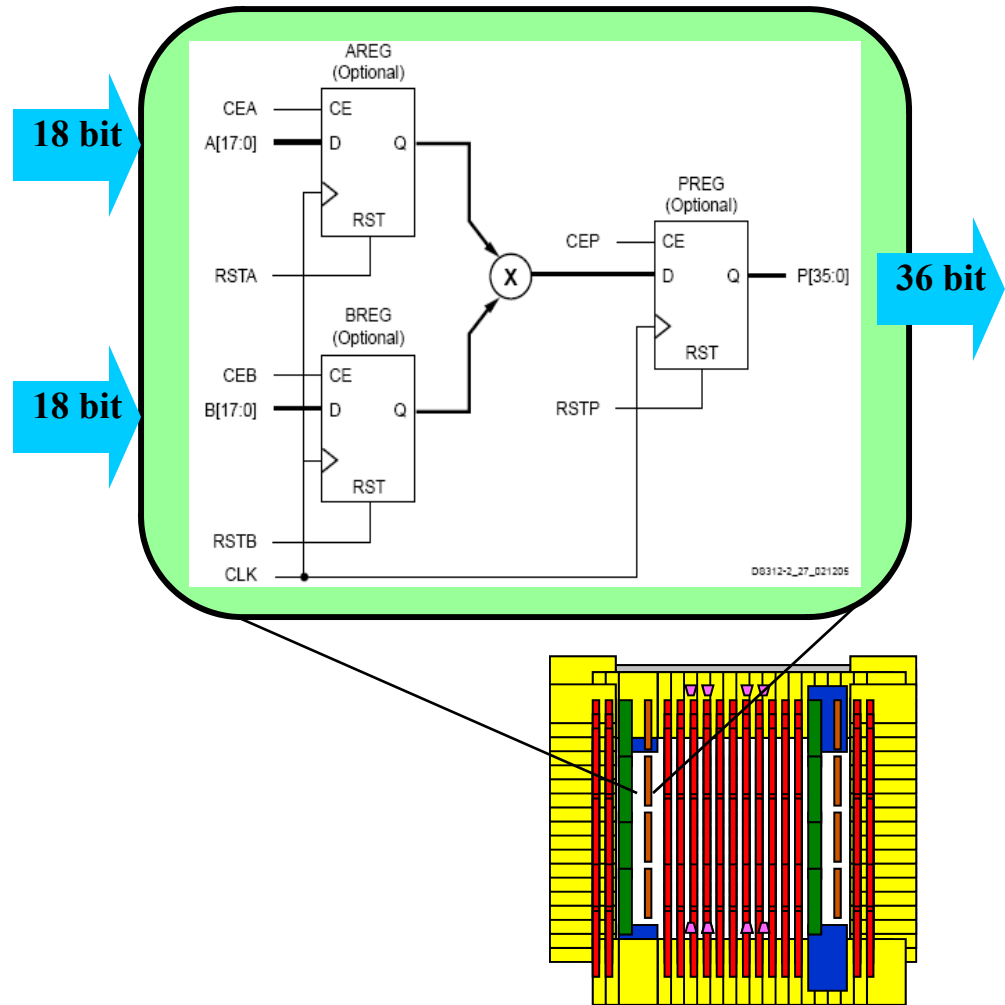 AREG
(Optional)
CEA
CE
18 bit
A[17:0]
D
Q
RST
RSTA
PREG
(Optional)
CEP
CE
D
Q
P[35:0]
36 bit
X
BREG
(Optional)
RST
CEB
CE
18 bit
B[17:0]
D
Q
RSTP
RST
RSTB
CLK
DS312-2_27_021205